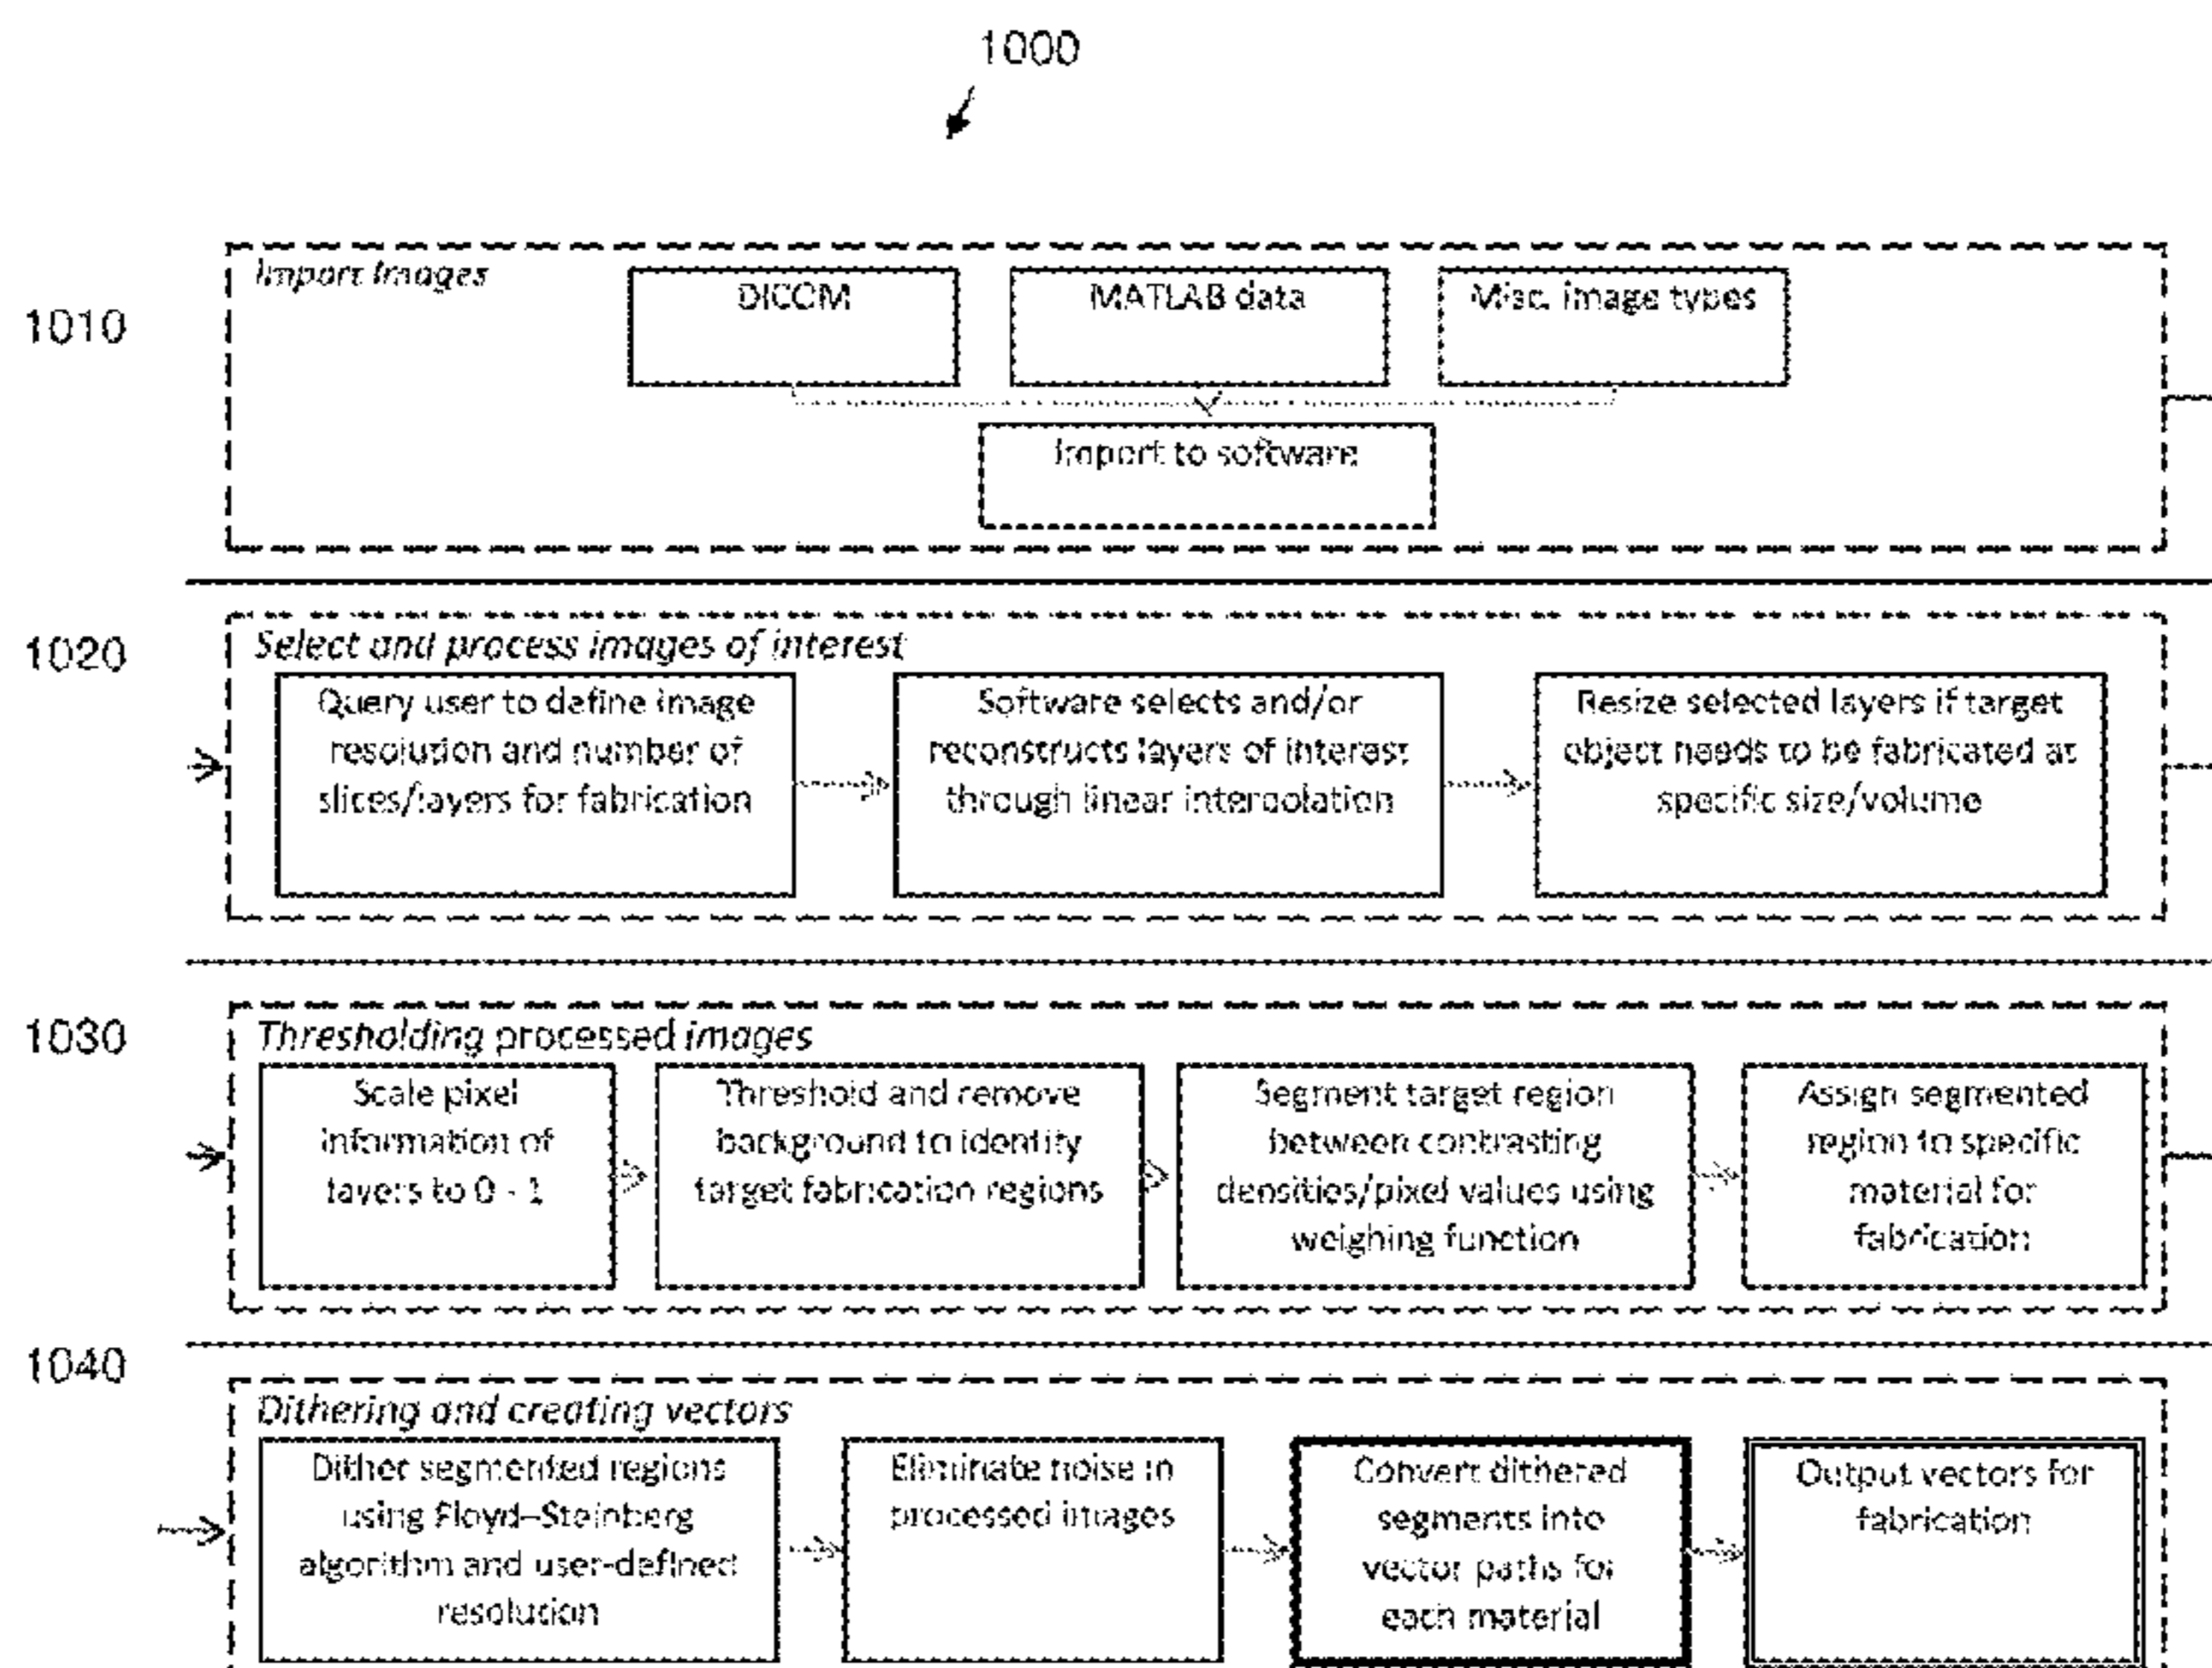 1000
1010
Import Images
DICOM
MATLAB data
Misc. image types
Import to software
1020
Select and process images of interest
Query user to define image
resolution and number of
slices/layers for fabrication
Software selects and/or
reconstructs layers of interest
through linear interpolation
Resize selected layers if target
object needs to be fabricated at
specific size/volume
1030
Thresholding processed images
Scale pixel
information of
layers to 0 - 1
Threshold and remove
background to identity
target fabrication regions
Segment target region
between contrasting
densities/pixel values using
weighing function
Assign segmented
region to specific
material for
fabrication
1040
Dithering and creating vectors
Dither segmented regions
using Floyd–Steinberg
algorithm and user-defined
resolution
Eliminate noise in
processed images
Convert dithered
segments into
vector paths for
each material
Output vectors for
fabrication